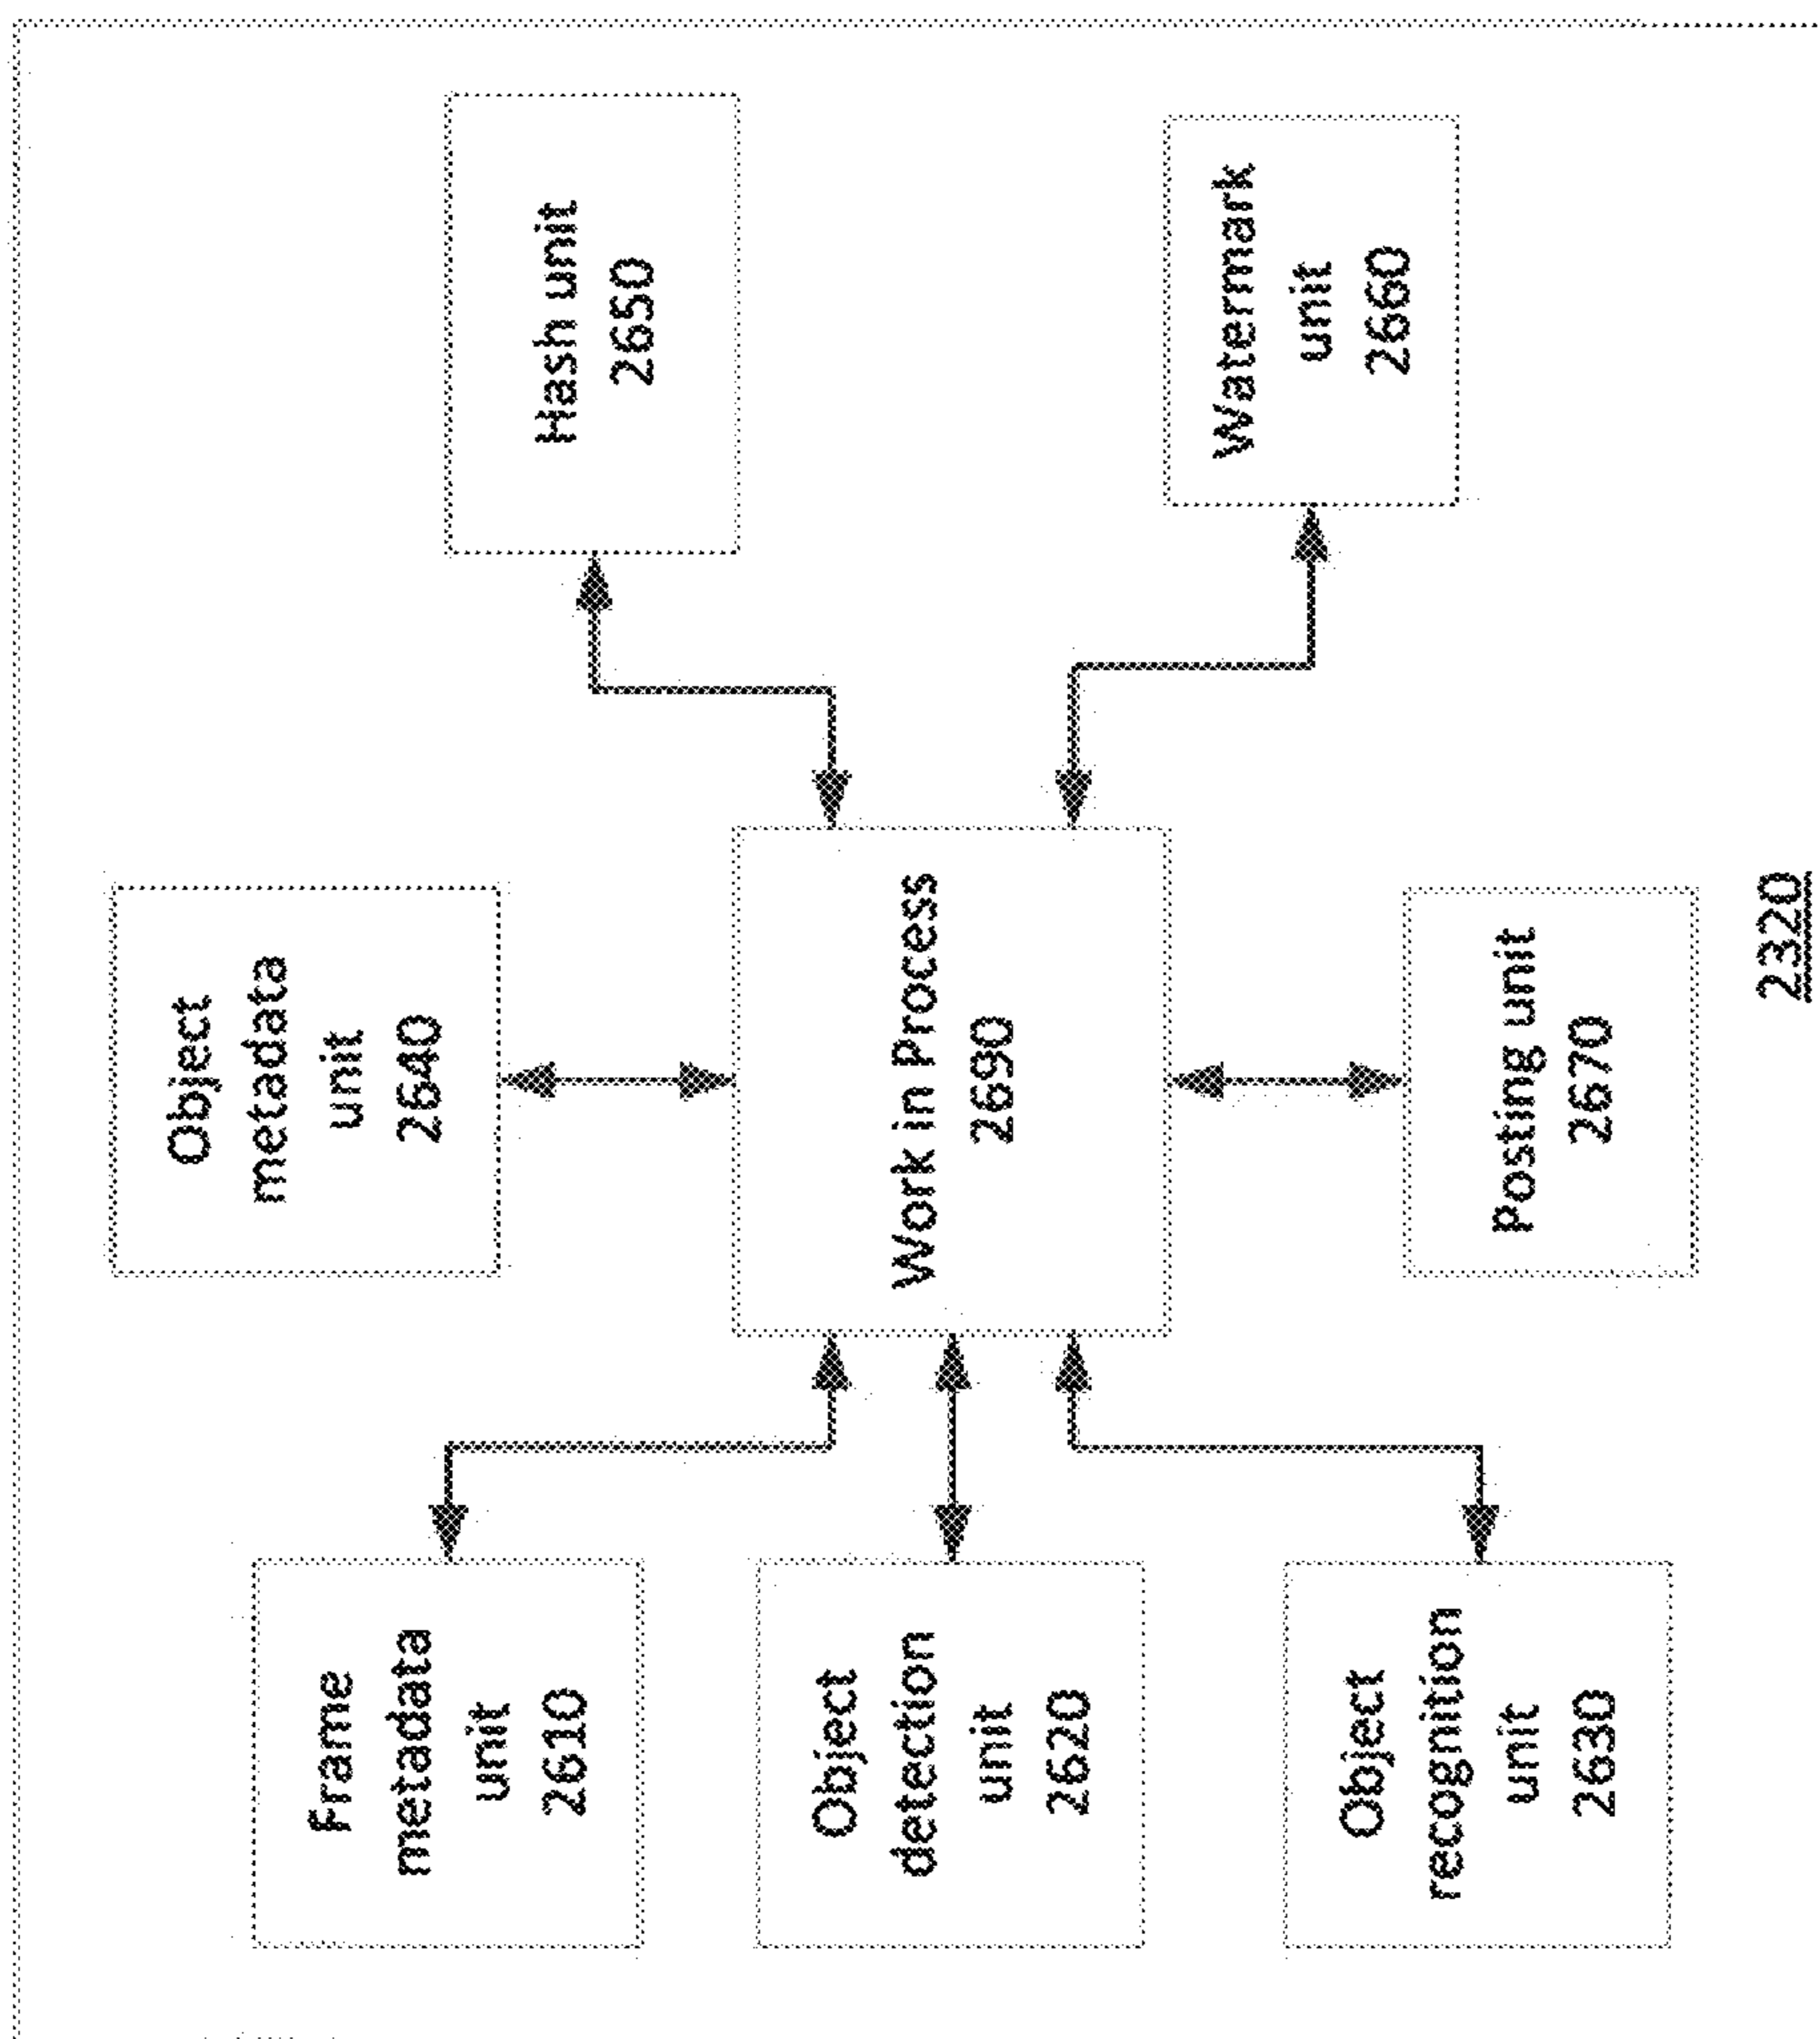 Frame
metadata
unit
2610
Object
detection
unit
2620
Object
recognition
unit
2630
Object
metadata
unit
2640
Work in Process
2690
Posting unit
2670
Hash unit
2650
Watermark
unit
2660
2320